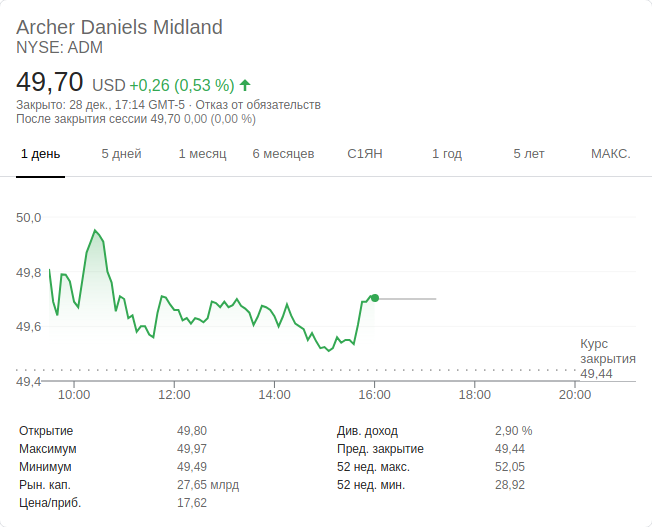 Archer Daniels Midland
NYSE: ADM
49,70 USD +0,26 (0,53 %)
Закрыто: 28 дек., 17:14 GMT-5 · Отказ от обязательств
После закрытия сессии 49,70 0,00 (0,00 %)
1 день 5 дней 1 месяц 6 месяцев С1ЯН 1 год 5 лет МАКС.
50,0
49,8
49,6
Курс
закрытия
49,44
49,4
10:00 12:00 14:00 16:00 18:00 20:00
Открытие 49,80 Див. доход 2,90 %
Максимум 49,97 Пред. закрытие 49,44
Минимум 49,49 52 нед. макс. 52,05
Рын. кап. 27,65 млрд 52 нед. мин. 28,92
Цена/приб. 17,62